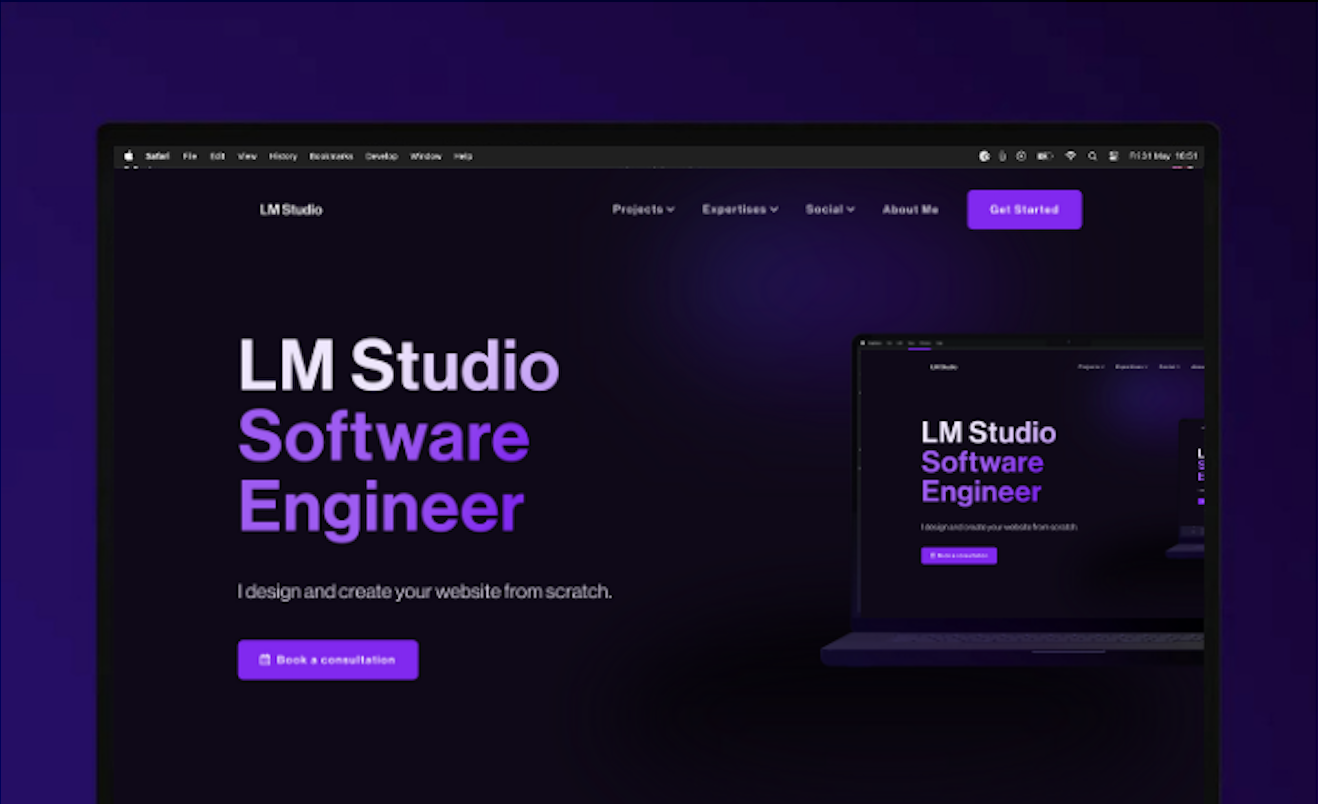 Safari File Edit View History Bookmarks Develop Window Help
Fri 31 May 16:51
LM Studio
Projects Expertises Social About Me Get Started
LM Studio
Software
Engineer
I design and create your website from scratch.
Book a consultation
LM Studio
Projects Expertises Social
LM Studio
Software
Engineer
I design and create your website from scratch.
Book a consultation